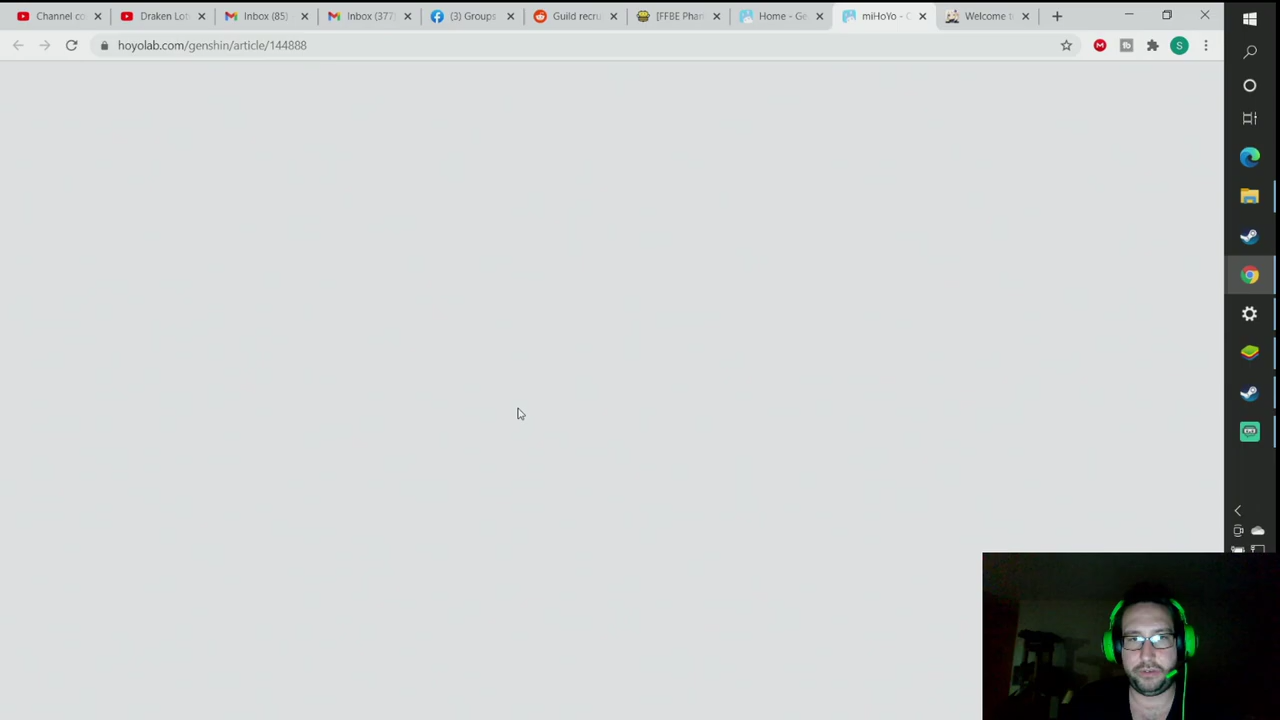 Channel co
Draken Lot
Inbox (85)
Inbox (377)
(3) Groups
Guild recru
[FFBE Phan
Home - Ge
miHoYo - C
Welcome t
hoyolab.com/genshin/article/144888
S